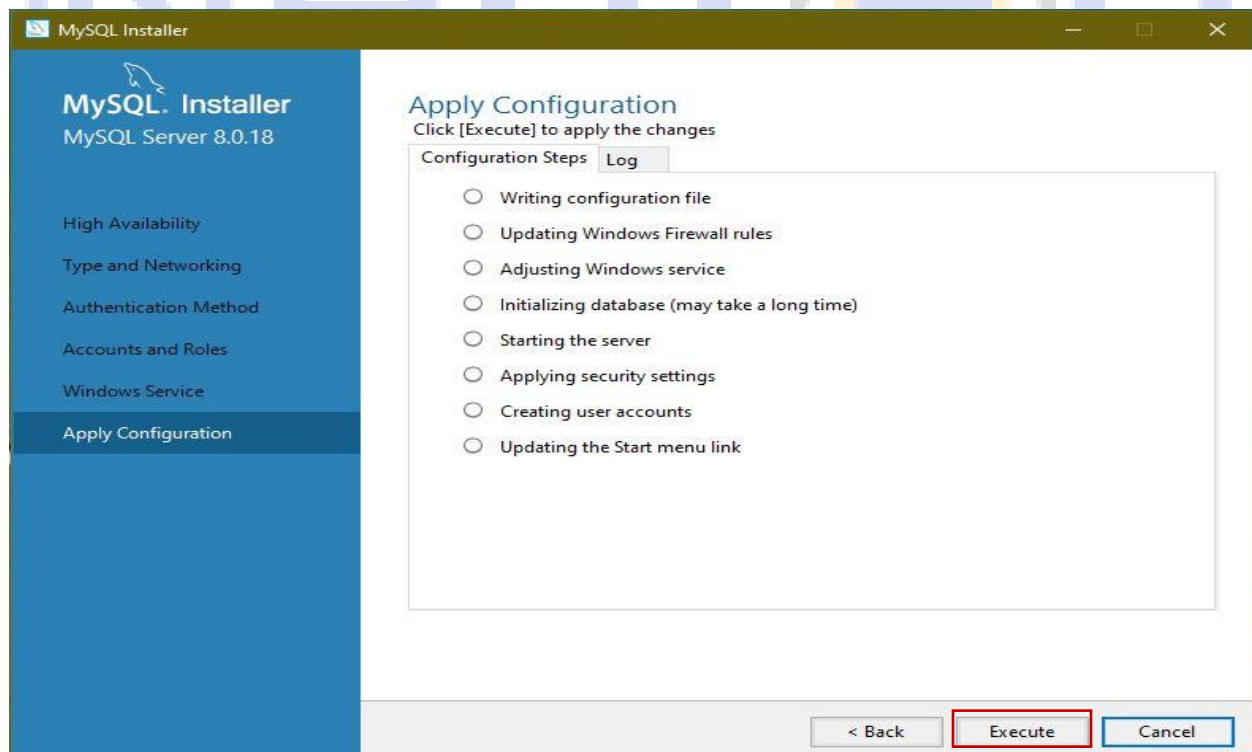 MySQL Installer
MySQL. Installer
MySQL Server 8.0.18
High Availability
Type and Networking
Authentication Method
Accounts and Roles
Windows Service
Apply Configuration
Apply Configuration
Click [Execute] to apply the changes
Configuration Steps Log
Writing configuration file
Updating Windows Firewall rules
Adjusting Windows service
Initializing database (may take a long time)
Starting the server
Applying security settings
Creating user accounts
Updating the Start menu link
< Back Execute Cancel